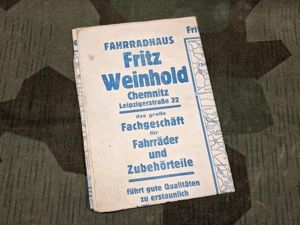 FAHRRADHAUS
Fritz
Weinhold
Chemnitz
Leipzigerstraße 32
das große
Fachgeschäft
für
Fahrräder
und
Zubehörteile
führt gute Qualitäten
zu erstaunlich